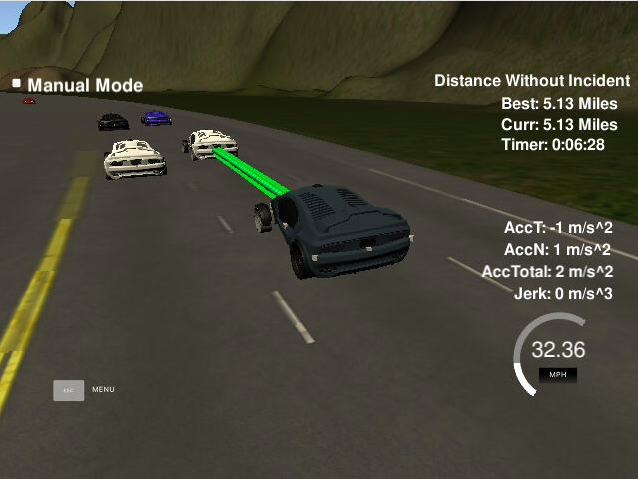 Manual Mode
Distance Without Incident
Best: 5.13 Miles
Curr: 5.13 Miles
Timer: 0:06:28
AccT: -1 m/s^2
AccN: 1 m/s^2
AccTotal: 2 m/s^2
Jerk: 0 m/s^3
32.36
MPH
ESC MENU